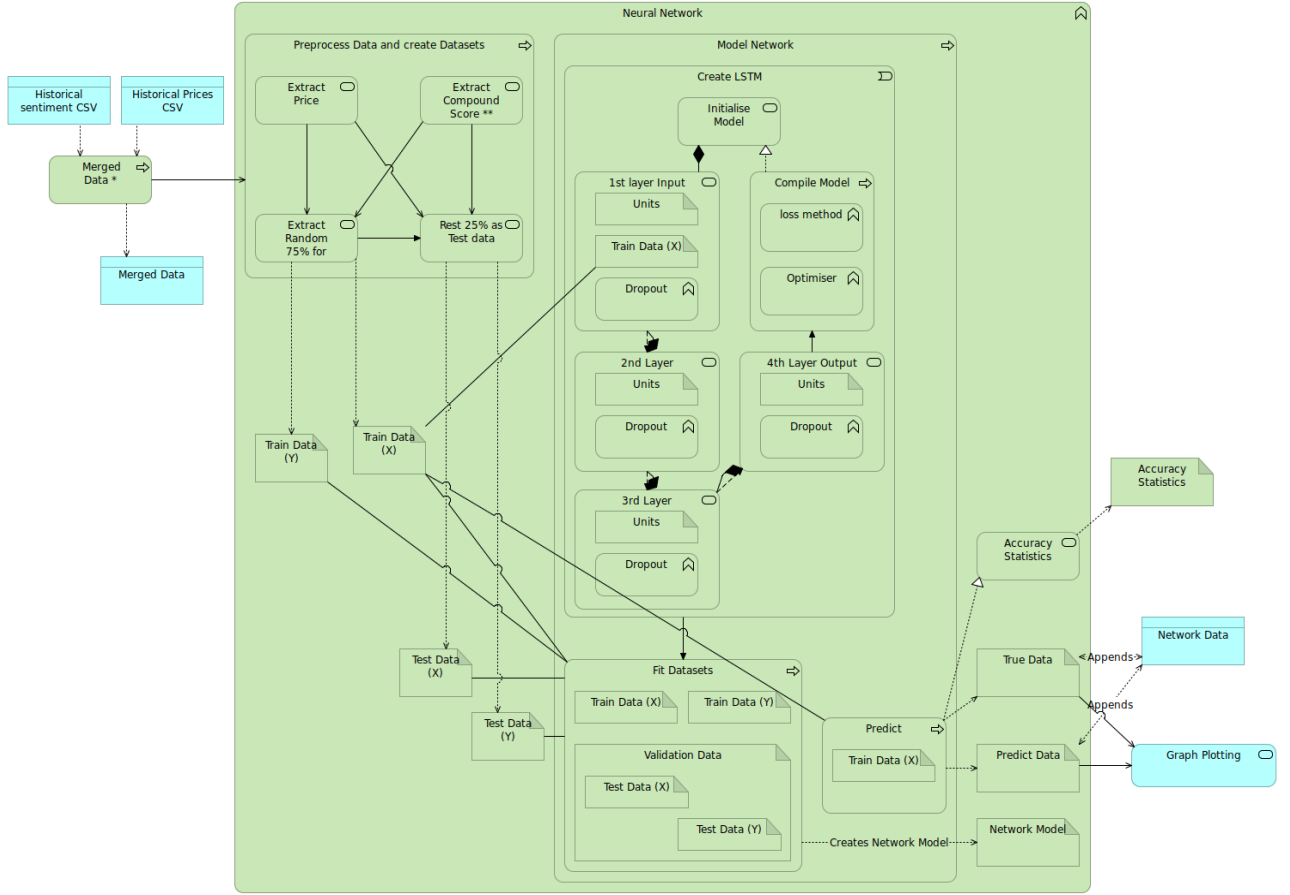 Neural Network
Preprocess Data and create Datasets
Model Network
Historical
sentiment CSV
Historical Prices
CSV
Merged
Data *
Merged Data
Extract
Price
Extract
Compound
Score **
Extract
Random
75% for
Rest 25% as
Test data
Create LSTM
Initialise
Model
1st layer Input
Units
Train Data (X)
Dropout
Compile Model
loss method
Optimiser
2nd Layer
Units
Dropout
4th Layer Output
Units
Dropout
3rd Layer
Units
Dropout
Train Data
(Y)
Train Data
(X)
Test Data
(X)
Test Data
(Y)
Fit Datasets
Train Data (X)
Train Data (Y)
Validation Data
Test Data (X)
Test Data (Y)
Predict
Train Data (X)
Accuracy
Statistics
Accuracy
Statistics
True Data
Appends
Network Data
Appends
Predict Data
Graph Plotting
Creates Network Model
Network Model